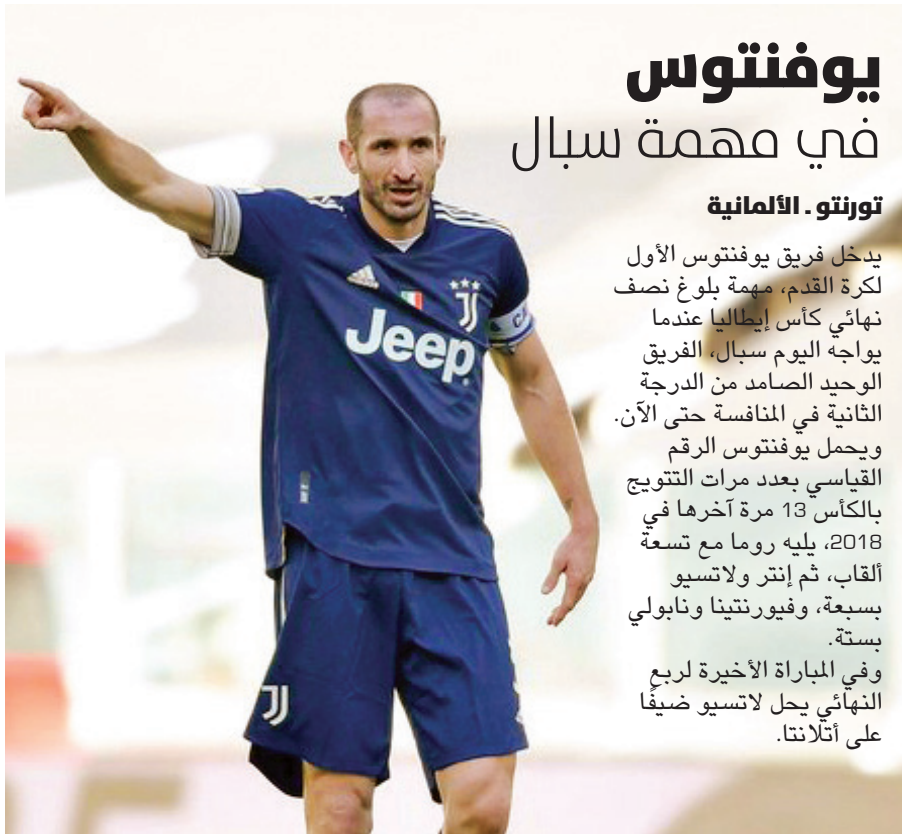 يوفنتوس
في مهمة سبال
تورنتو . الألمانية
يدخل فريق يوفنتوس الأول
لكرة القدم، مهمة بلوغ نصف
نهائي كأس إيطاليا عندما
يواجه اليوم سبال، الفريق
الوحيد الصامد من الدرجة
الثانية في المنافسة حتى الآن.
ويحمل يوفنتوس الرقم
القياسي بعدد مرات التتويج
بالكأس 13 مرة آخرها في
2018، يليه روما مع تسعة
ألقاب، ثم إنتر ولاتسيو
بسبعة، وفيورنتينا ونابولي
بستة.
وفي المباراة الأخيرة لربع
النهائي يحل لاتسيو ضيفًا
على أتلانتا.
adidas
Jeep